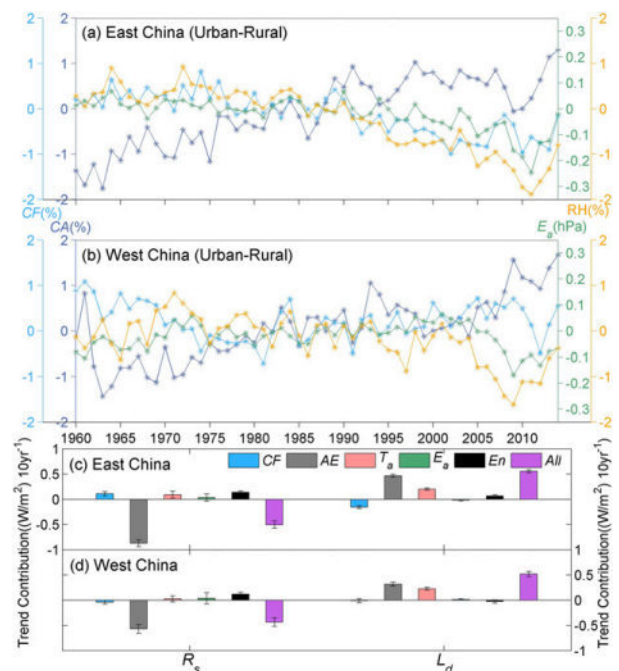 (a) East China (Urban-Rural)
2 1 0 -1 -2
2 1 0 -1 -2
0.3 0.2 0.1 0 -0.1 -0.2 -0.3
2 1 0 -1 -2
CF(%) CA(%) RH(%) Eₐ(hPa)
(b) West China (Urban-Rural)
2 1 0 -1 -2
2 1 0 -1 -2
0.3 0.2 0.1 0 -0.1 -0.2 -0.3
2 1 0 -1 -2
1960 1965 1970 1975 1980 1985 1990 1995 2000 2005 2010
Trend Contribution((W/m²) 10yr⁻¹)
(c) East China
CF AE Tₐ Eₐ En All
1 0.5 0 -0.5 -1
(d) West China
1 0.5 0 -0.5 -1
Trend Contribution((W/m²) 10yr⁻¹)
Rₛ L_d